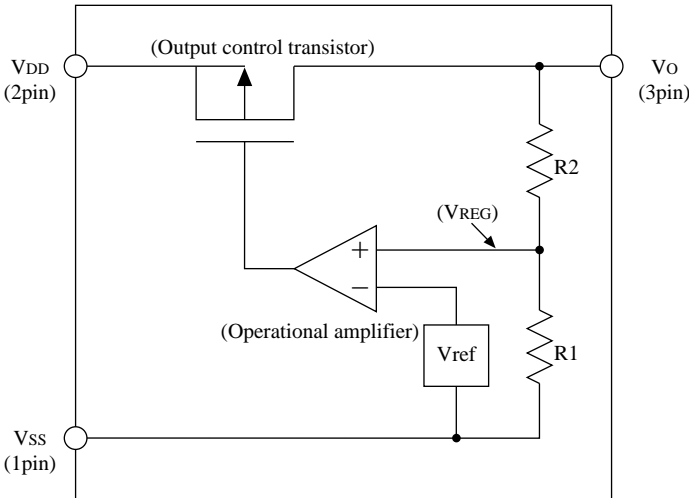 (Output control transistor)
VDD
(2pin)
VO
(3pin)
R2
(VREG)
+
−
(Operational amplifier)
Vref
R1
VSS
(1pin)